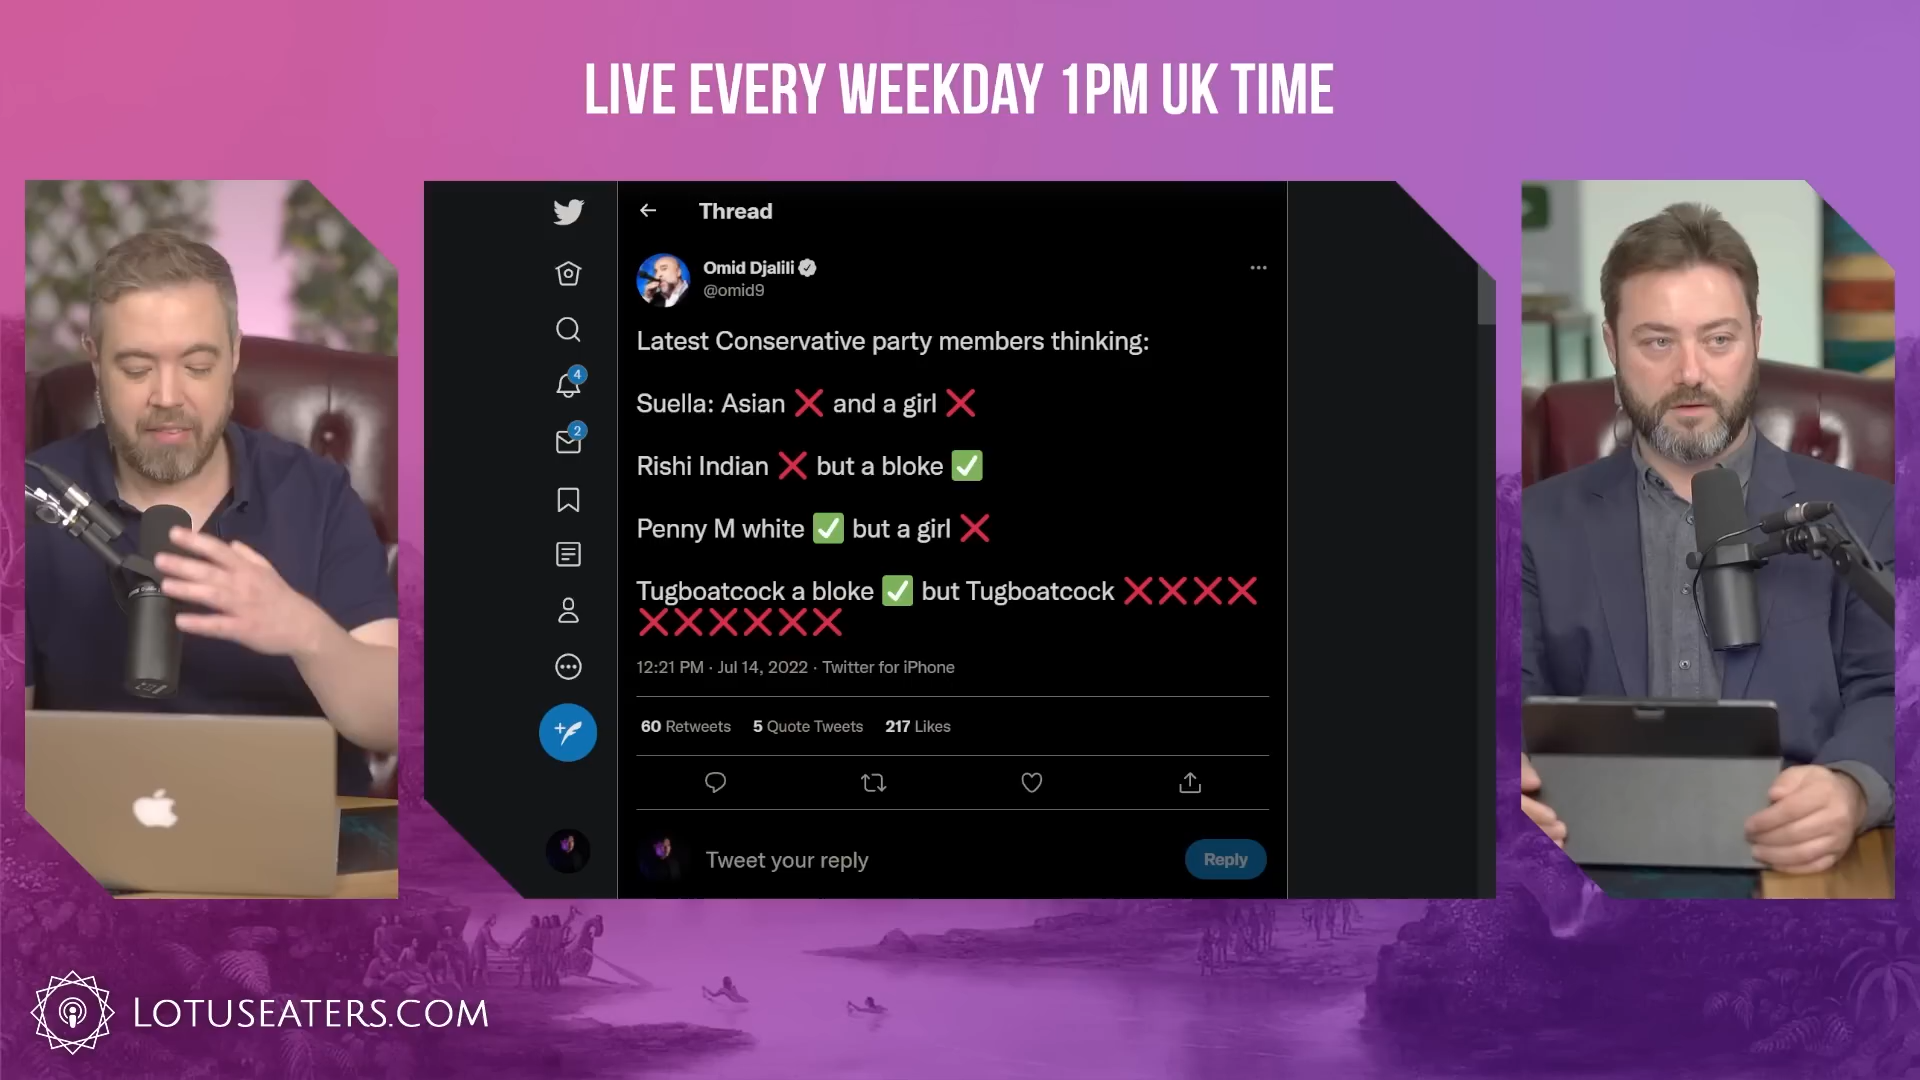 LIVE EVERY WEEKDAY 1PM UK TIME
Thread
Omid Djalili
@omid9
Latest Conservative party members thinking:
Suella: Asian ❌ and a girl ❌
Rishi Indian ❌ but a bloke ✅
Penny M white ✅ but a girl ❌
Tugboatcock a bloke ✅ but Tugboatcock ❌❌❌❌
❌❌❌❌❌❌
12:21 PM · Jul 14, 2022 · Twitter for iPhone
60 Retweets 5 Quote Tweets 217 Likes
Tweet your reply
Reply
4
2
LOTUSEATERS.COM